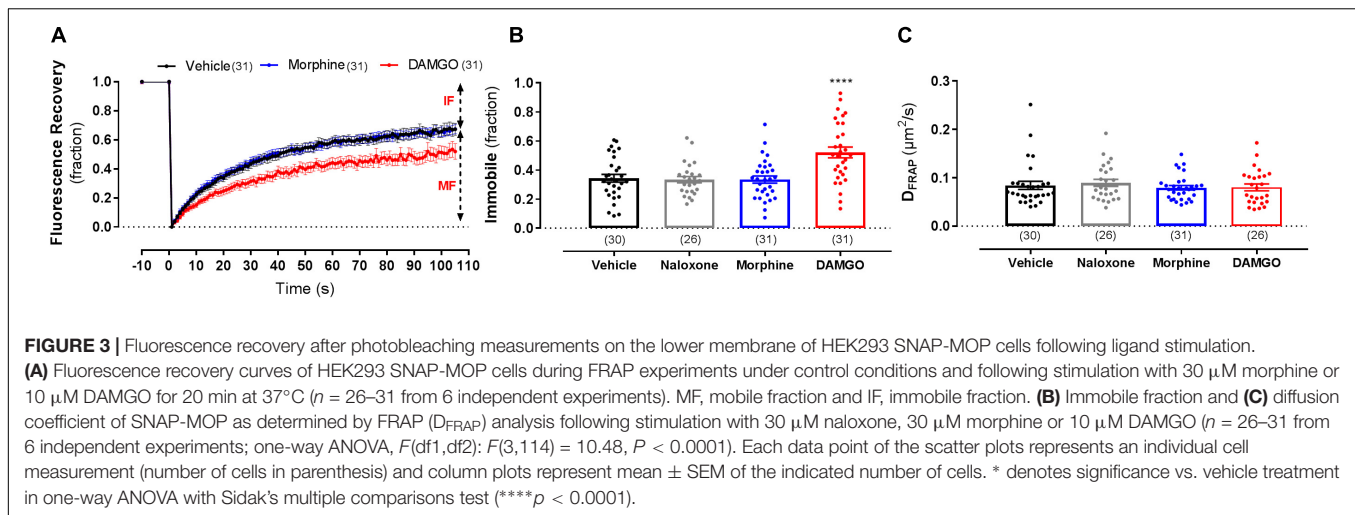 A
Vehicle(31) Morphine(31) DAMGO(31)
Fluorescence Recovery
(fraction)
1.0
0.8
0.6
0.4
0.2
0.0
IF
MF
-10 0 10 20 30 40 50 60 70 80 90 100 110
Time (s)
B
Immobile (fraction)
1.0
0.8
0.6
0.4
0.2
0.0
****
(30) (26) (31) (31)
Vehicle Naloxone Morphine DAMGO
C
DFRAP (μm²/s)
0.3
0.2
0.1
0.0
(30) (26) (31) (26)
Vehicle Naloxone Morphine DAMGO
FIGURE 3 | Fluorescence recovery after photobleaching measurements on the lower membrane of HEK293 SNAP-MOP cells following ligand stimulation.
(A) Fluorescence recovery curves of HEK293 SNAP-MOP cells during FRAP experiments under control conditions and following stimulation with 30 μM morphine or
10 μM DAMGO for 20 min at 37°C (n = 26–31 from 6 independent experiments). MF, mobile fraction and IF, immobile fraction. (B) Immobile fraction and (C) diffusion
coefficient of SNAP-MOP as determined by FRAP (DFRAP) analysis following stimulation with 30 μM naloxone, 30 μM morphine or 10 μM DAMGO (n = 26–31 from
6 independent experiments; one-way ANOVA, F(df1,df2): F(3,114) = 10.48, P < 0.0001). Each data point of the scatter plots represents an individual cell
measurement (number of cells in parenthesis) and column plots represent mean ± SEM of the indicated number of cells. * denotes significance vs. vehicle treatment
in one-way ANOVA with Sidak's multiple comparisons test (****p < 0.0001).